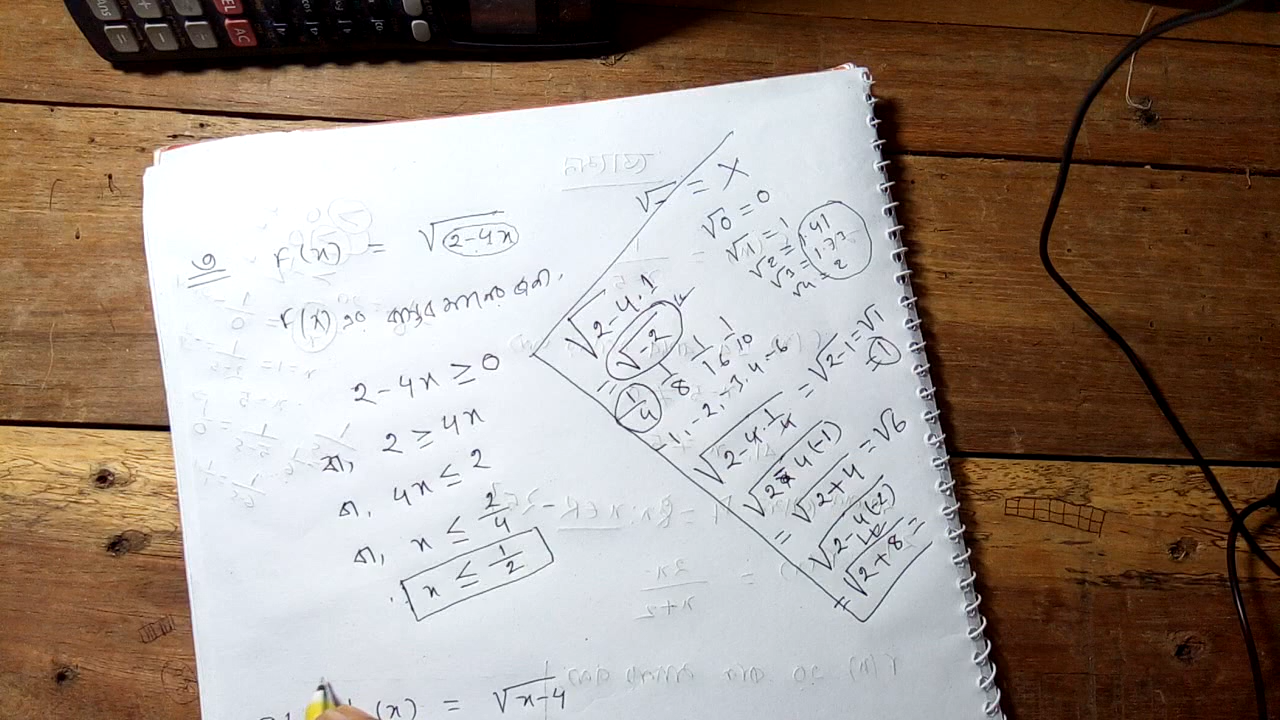 ৩ f(x) = √2-4x
f(x) এর বাস্তব মানের জন্য,
2-4x ≥ 0
বা, 2 ≥ 4x
বা, 4x ≤ 2
বা, x ≤ 2/4
∴ x ≤ 1/2
(x) = √x-4
√- = X
√0 = 0
√1 = 1
√2 = 1.41
√3 = 1.73
√4 = 2
√2-4.1
√-2
= 1/4 1/8 1/6 1/10
-1, -2, -3, -4, -6
√2-4.1/4 = √2-1 = √1 = 1
√2-4(-1)
= √2+4 = √6
√2-4(-2)
= √2+8 =